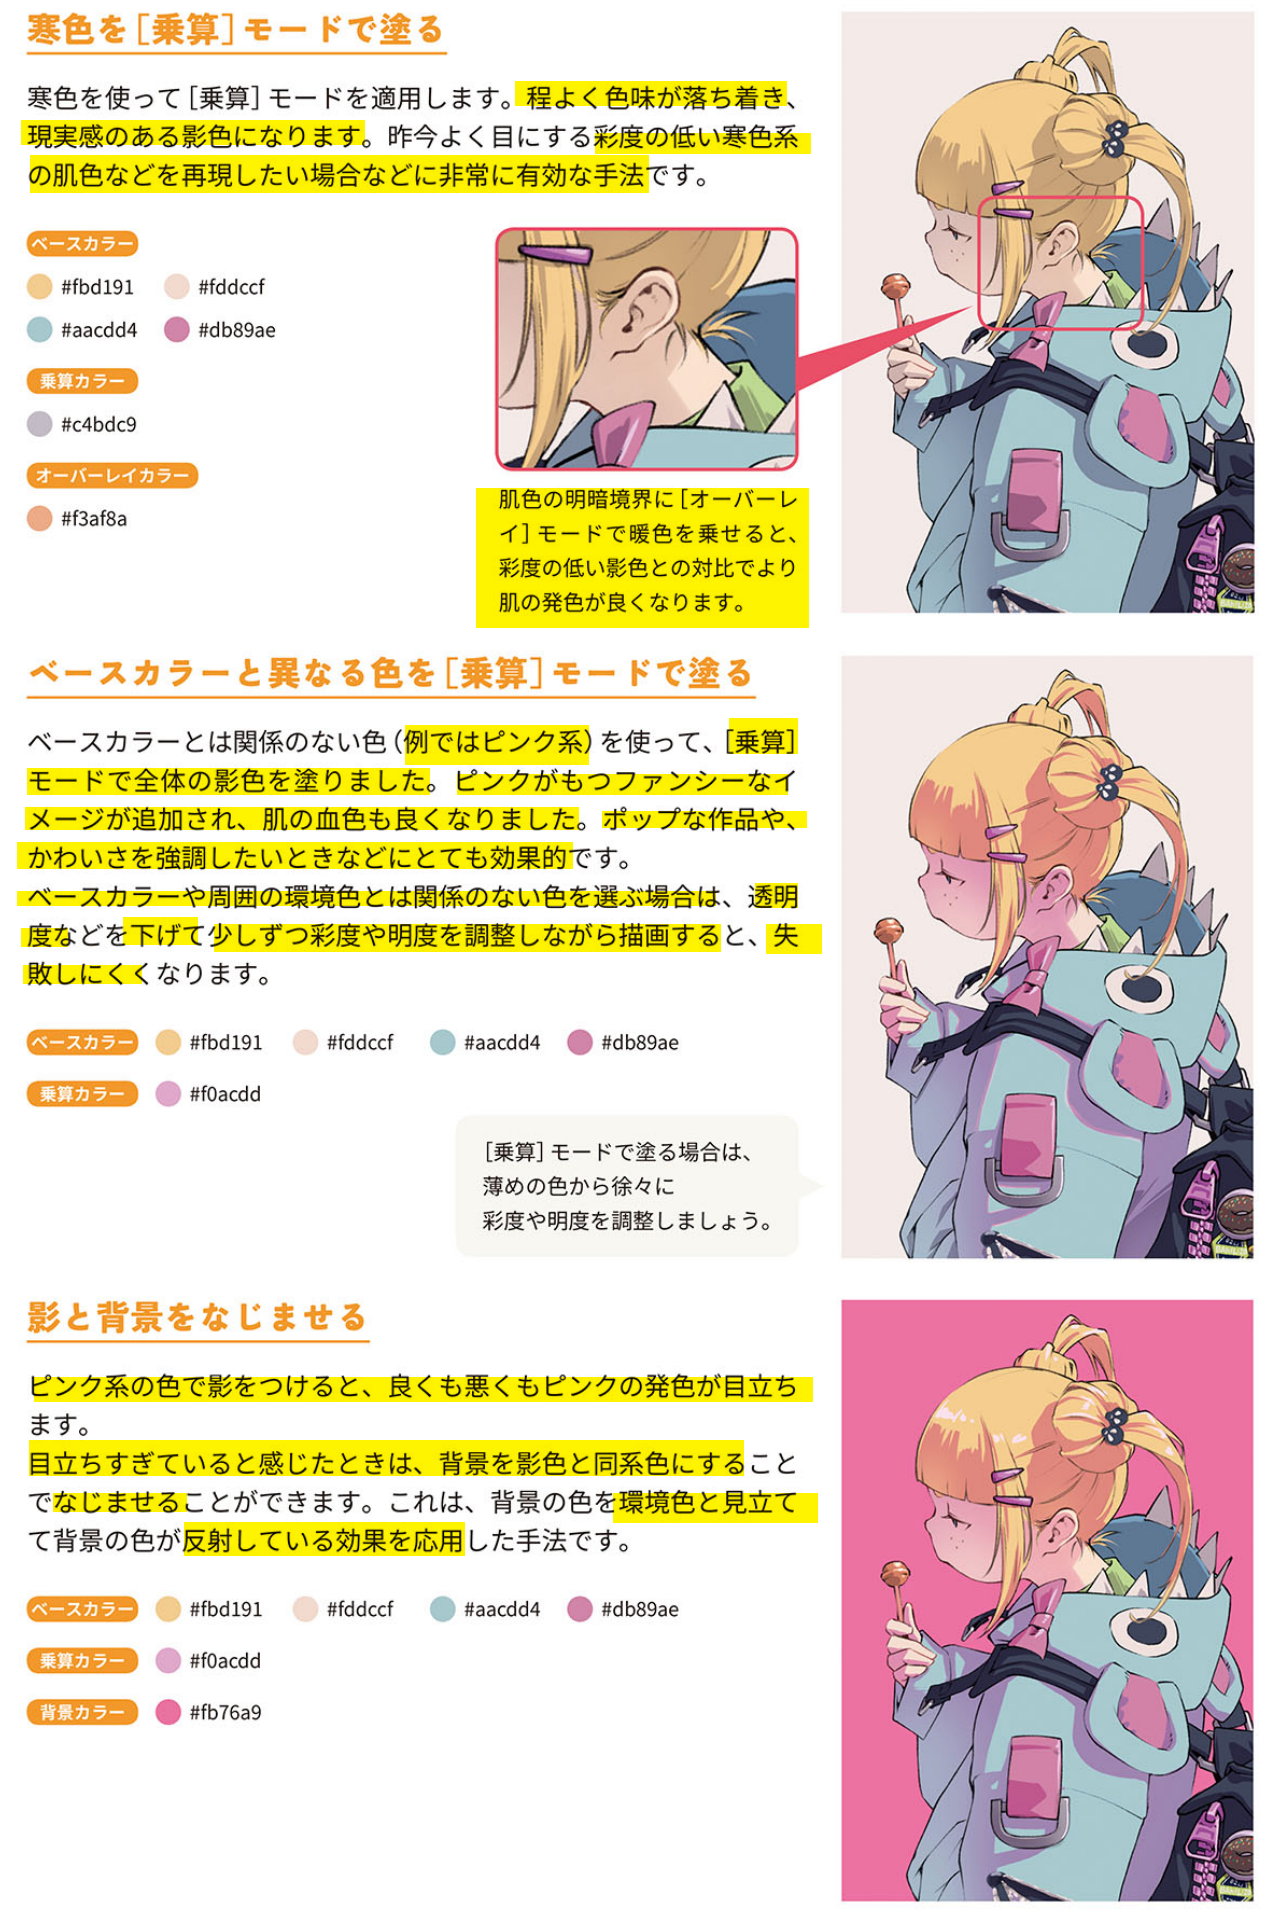 寒色を［乗算］モードで塗る
寒色を使って［乗算］モードを適用します。程よく色味が落ち着き、
現実感のある影色になります。昨今よく目にする彩度の低い寒色系
の肌色などを再現したい場合などに非常に有効な手法です。
ベースカラー
#fbd191 #fddccf
#aacdd4 #db89ae
乗算カラー
#c4bdc9
オーバーレイカラー
#f3af8a
肌色の明暗境界に［オーバーレ
イ］モードで暖色を乗せると、
彩度の低い影色との対比でより
肌の発色が良くなります。
ベースカラーと異なる色を［乗算］モードで塗る
ベースカラーとは関係のない色（例ではピンク系）を使って、［乗算］
モードで全体の影色を塗りました。ピンクがもつファンシーなイ
メージが追加され、肌の血色も良くなりました。ポップな作品や、
かわいさを強調したいときなどにとても効果的です。
ベースカラーや周囲の環境色とは関係のない色を選ぶ場合は、透明
度などを下げて少しずつ彩度や明度を調整しながら描画すると、失
敗しにくくなります。
ベースカラー #fbd191 #fddccf #aacdd4 #db89ae
乗算カラー #f0acdd
［乗算］モードで塗る場合は、
薄めの色から徐々に
彩度や明度を調整しましょう。
影と背景をなじませる
ピンク系の色で影をつけると、良くも悪くもピンクの発色が目立ち
ます。
目立ちすぎていると感じたときは、背景を影色と同系色にすること
でなじませることができます。これは、背景の色を環境色と見立て
て背景の色が反射している効果を応用した手法です。
ベースカラー #fbd191 #fddccf #aacdd4 #db89ae
乗算カラー #f0acdd
背景カラー #fb76a9